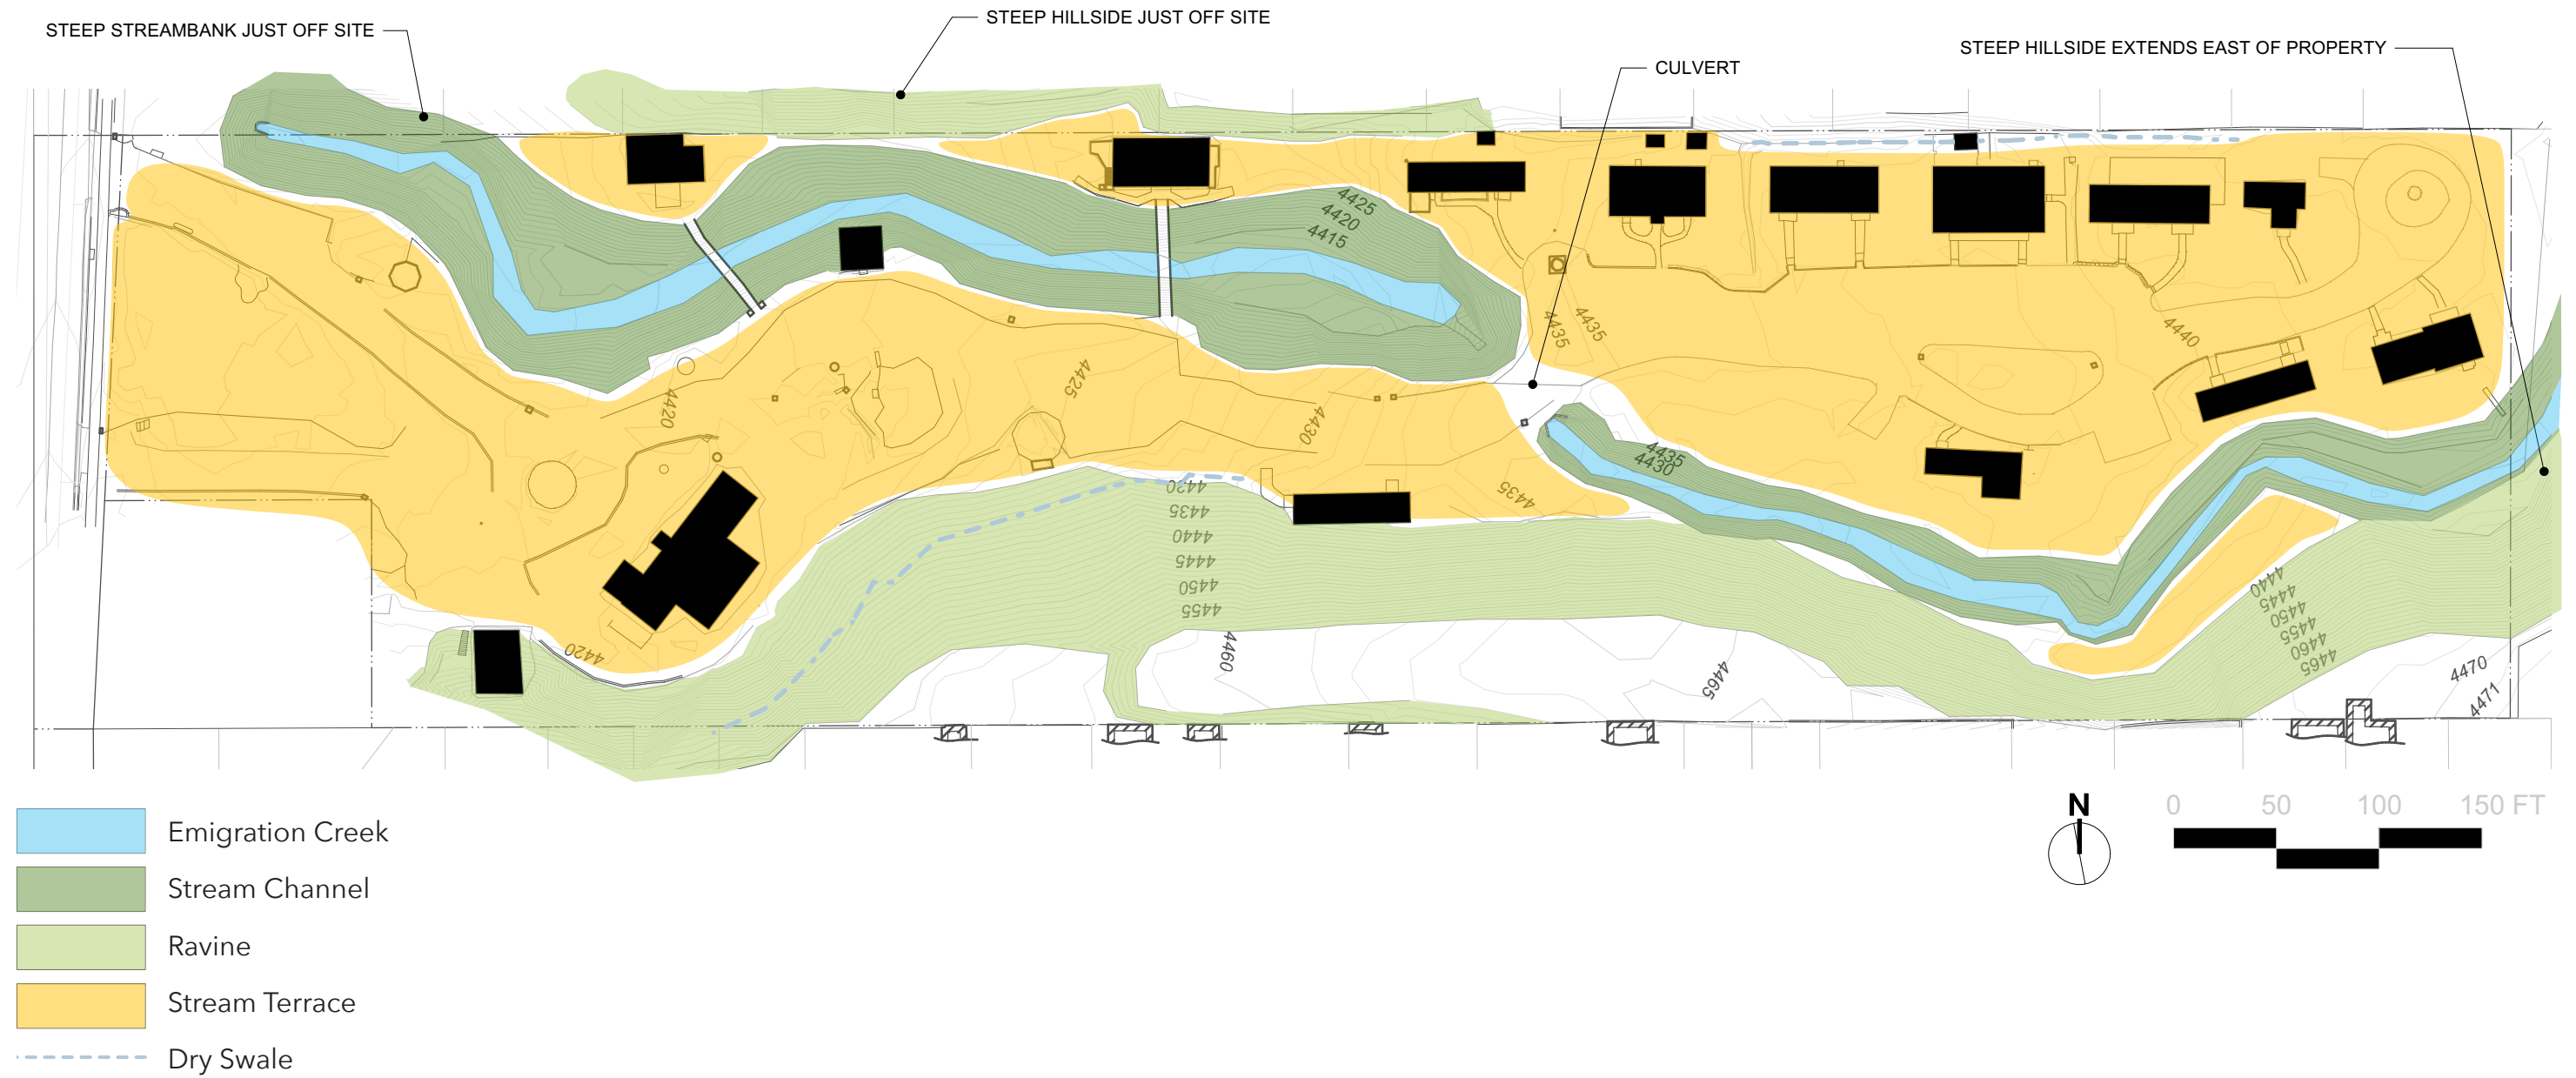 STEEP HILLSIDE JUST OFF SITE
STEEP STREAMBANK JUST OFF SITE
STEEP HILLSIDE EXTENDS EAST OF PROPERTY
CULVERT
4425
4420
4415
4435
4435
4440
4425
4420
4430
4435
4430
4435
4430
4435
4440
4445
4450
4455
4420
4460
4465
4440
4445
4450
4455
4460
4465
4470
4471
N
0 50 100 150 FT
Emigration Creek
Stream Channel
Ravine
Stream Terrace
Dry Swale